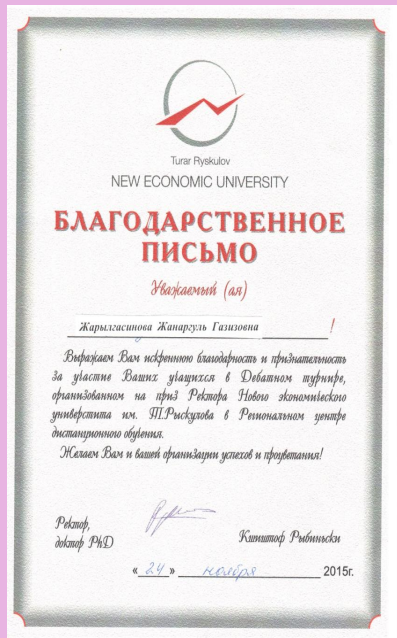 Turar Ryskulov
NEW ECONOMIC UNIVERSITY
БЛАГОДАРСТВЕННОЕ
ПИСЬМО
Уважаемый (ая)
Жарылгасинова Жанаргуль Газизовна !
Выражаем Вам искреннюю благодарность и признательность
за участие Ваших учащихся в Дебатном турнире,
организованном на приз Ректора Нового экономического
университета им. Т.Рыскулова в Региональном центре
дистанционного обучения.
Желаем Вам и вашей организации успехов и процветания!
Ректор,
доктор PhD Кшиштоф Рыбиньски
« 24 » ноября 2015г.